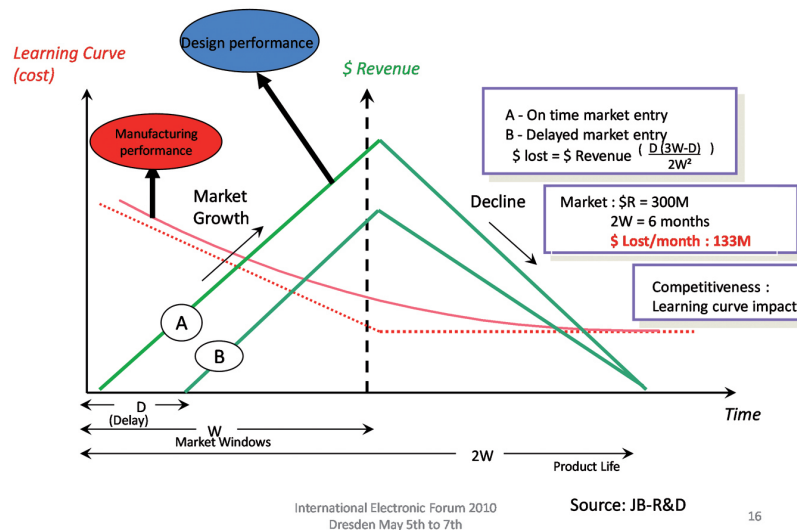 Design performance
Learning Curve
(cost)
$ Revenue
Manufacturing
performance
Market
Growth
Decline
A - On time market entry
B - Delayed market entry
$ lost = $ Revenue ( D (3W-D) )
2W²
Market : $R = 300M
2W = 6 months
$ Lost/month : 133M
Competitiveness :
Learning curve impact
A
B
D
(Delay)
Time
W
Market Windows
2W
Product Life
International Electronic Forum 2010
Dresden May 5th to 7th
Source: JB-R&D
16